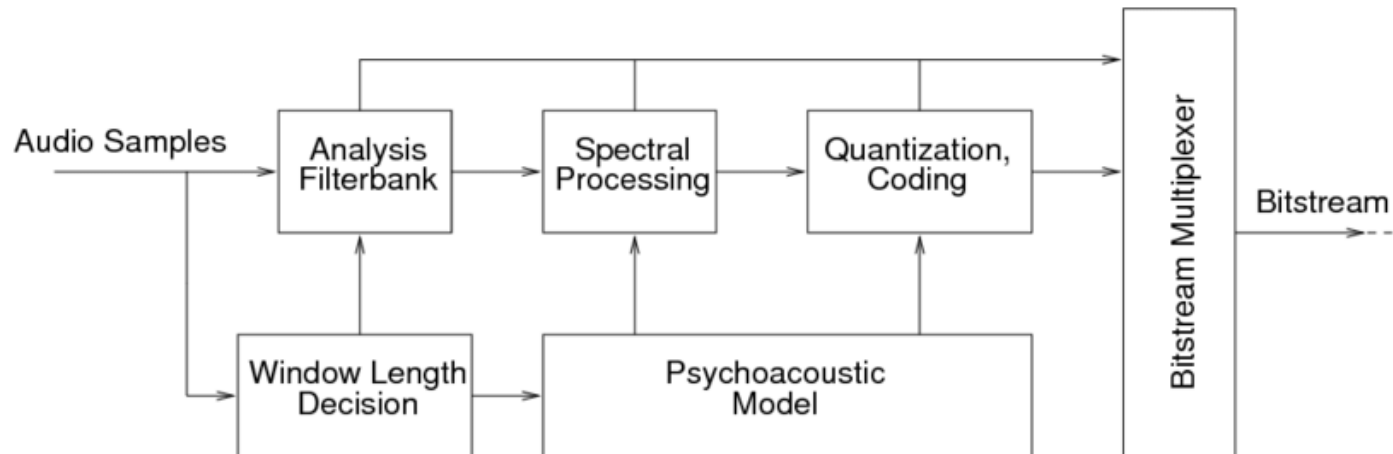 Audio Samples
Analysis
Filterbank
Spectral
Processing
Quantization,
Coding
Bitstream Multiplexer
Bitstream
Window Length
Decision
Psychoacoustic
Model